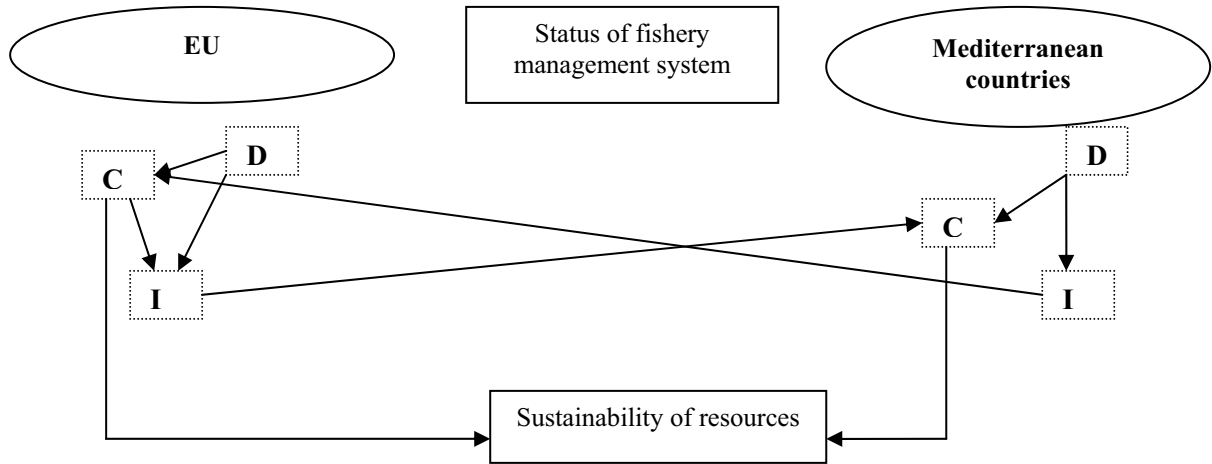 EU
Status of fishery
management system
Mediterranean
countries
D
C
I
D
C
I
Sustainability of resources